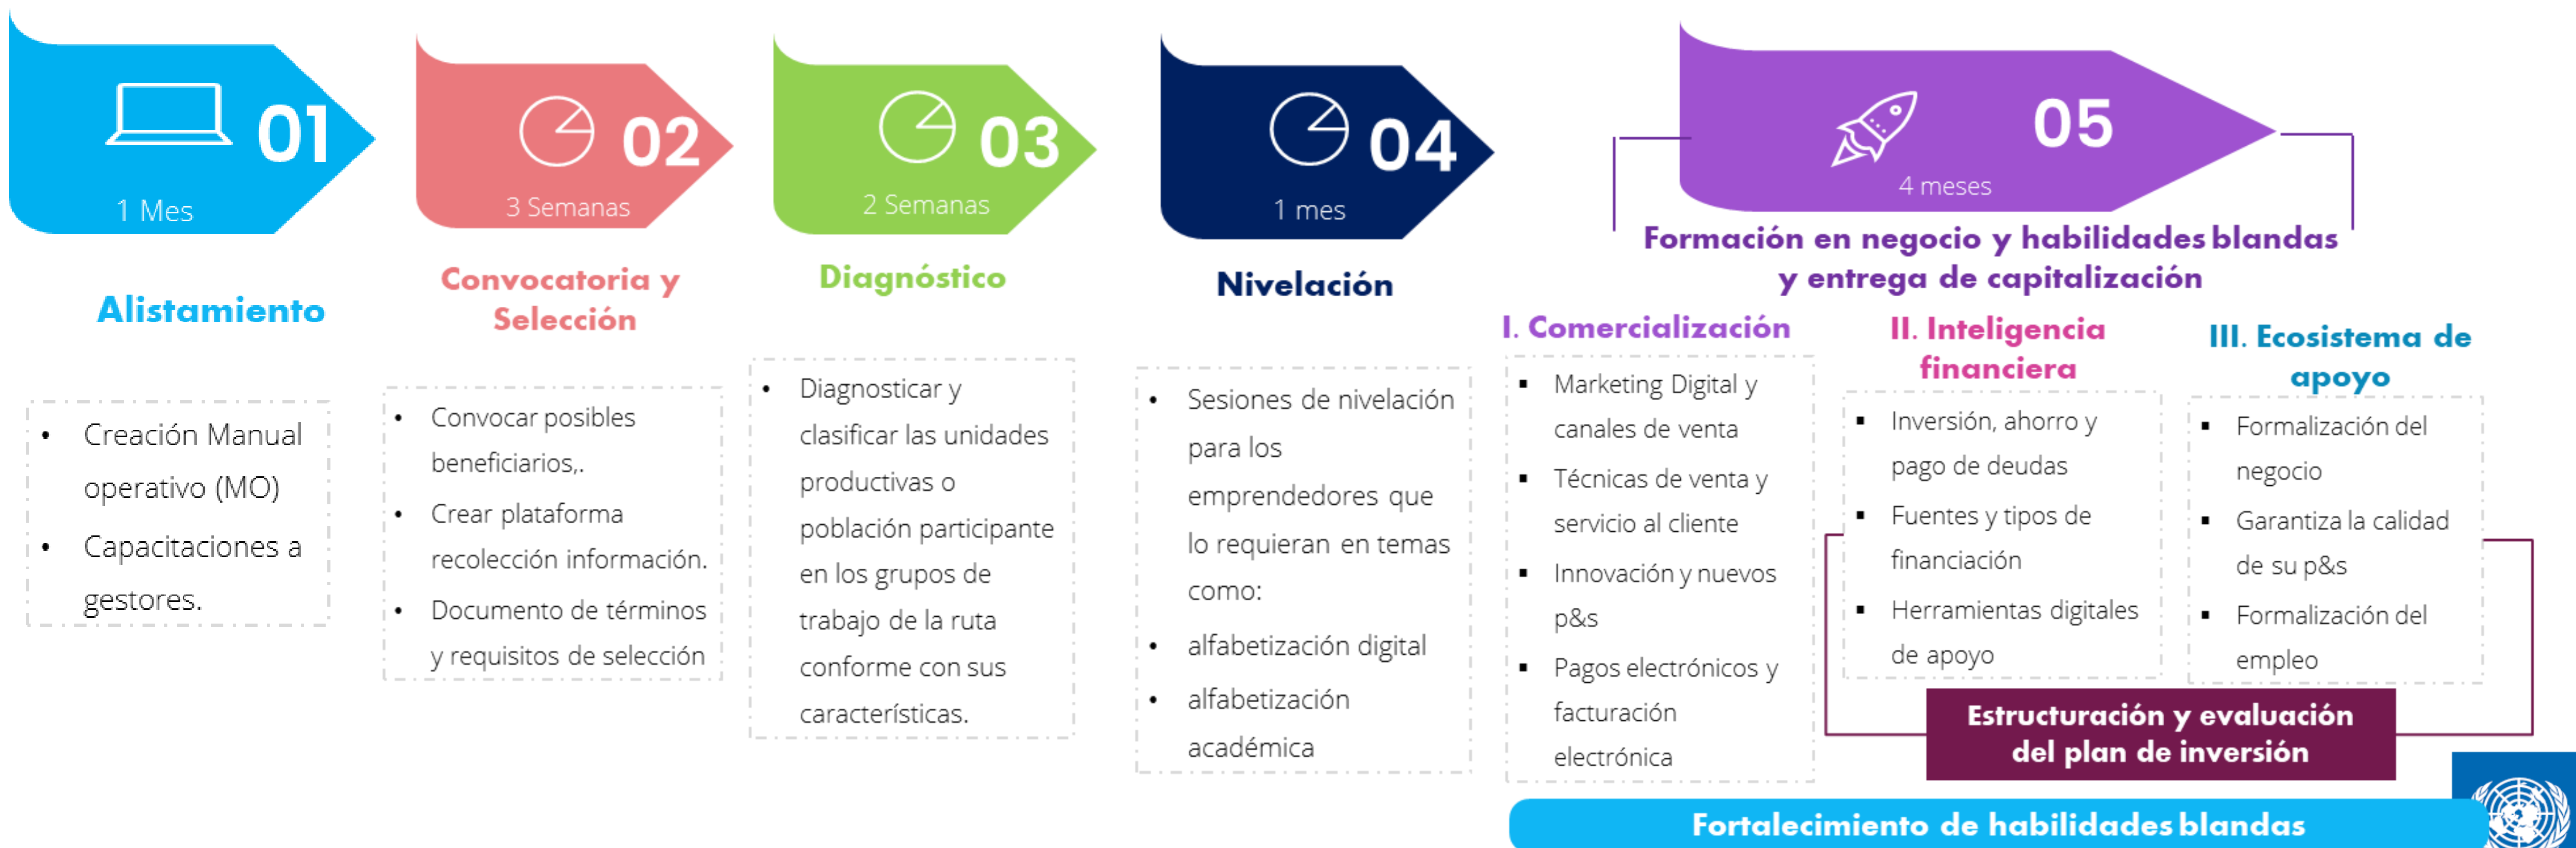 01
1 Mes
Alistamiento
• Creación Manual
operativo (MO)
• Capacitaciones a
gestores.
02
3 Semanas
Convocatoria y
Selección
• Convocar posibles
beneficiarios,.
• Crear plataforma
recolección información.
• Documento de términos
y requisitos de selección
03
2 Semanas
Diagnóstico
• Diagnosticar y
clasificar las unidades
productivas o
población participante
en los grupos de
trabajo de la ruta
conforme con sus
características.
04
1 mes
Nivelación
• Sesiones de nivelación
para los
emprendedores que
lo requieran en temas
como:
• alfabetización digital
• alfabetización
académica
05
4 meses
Formación en negocio y habilidades blandas
y entrega de capitalización
I. Comercialización
▪ Marketing Digital y
canales de venta
▪ Técnicas de venta y
servicio al cliente
▪ Innovación y nuevos
p&s
▪ Pagos electrónicos y
facturación
electrónica
II. Inteligencia
financiera
▪ Inversión, ahorro y
pago de deudas
▪ Fuentes y tipos de
financiación
▪ Herramientas digitales
de apoyo
III. Ecosistema de
apoyo
▪ Formalización del
negocio
▪ Garantiza la calidad
de su p&s
▪ Formalización del
empleo
Estructuración y evaluación
del plan de inversión
Fortalecimiento de habilidades blandas